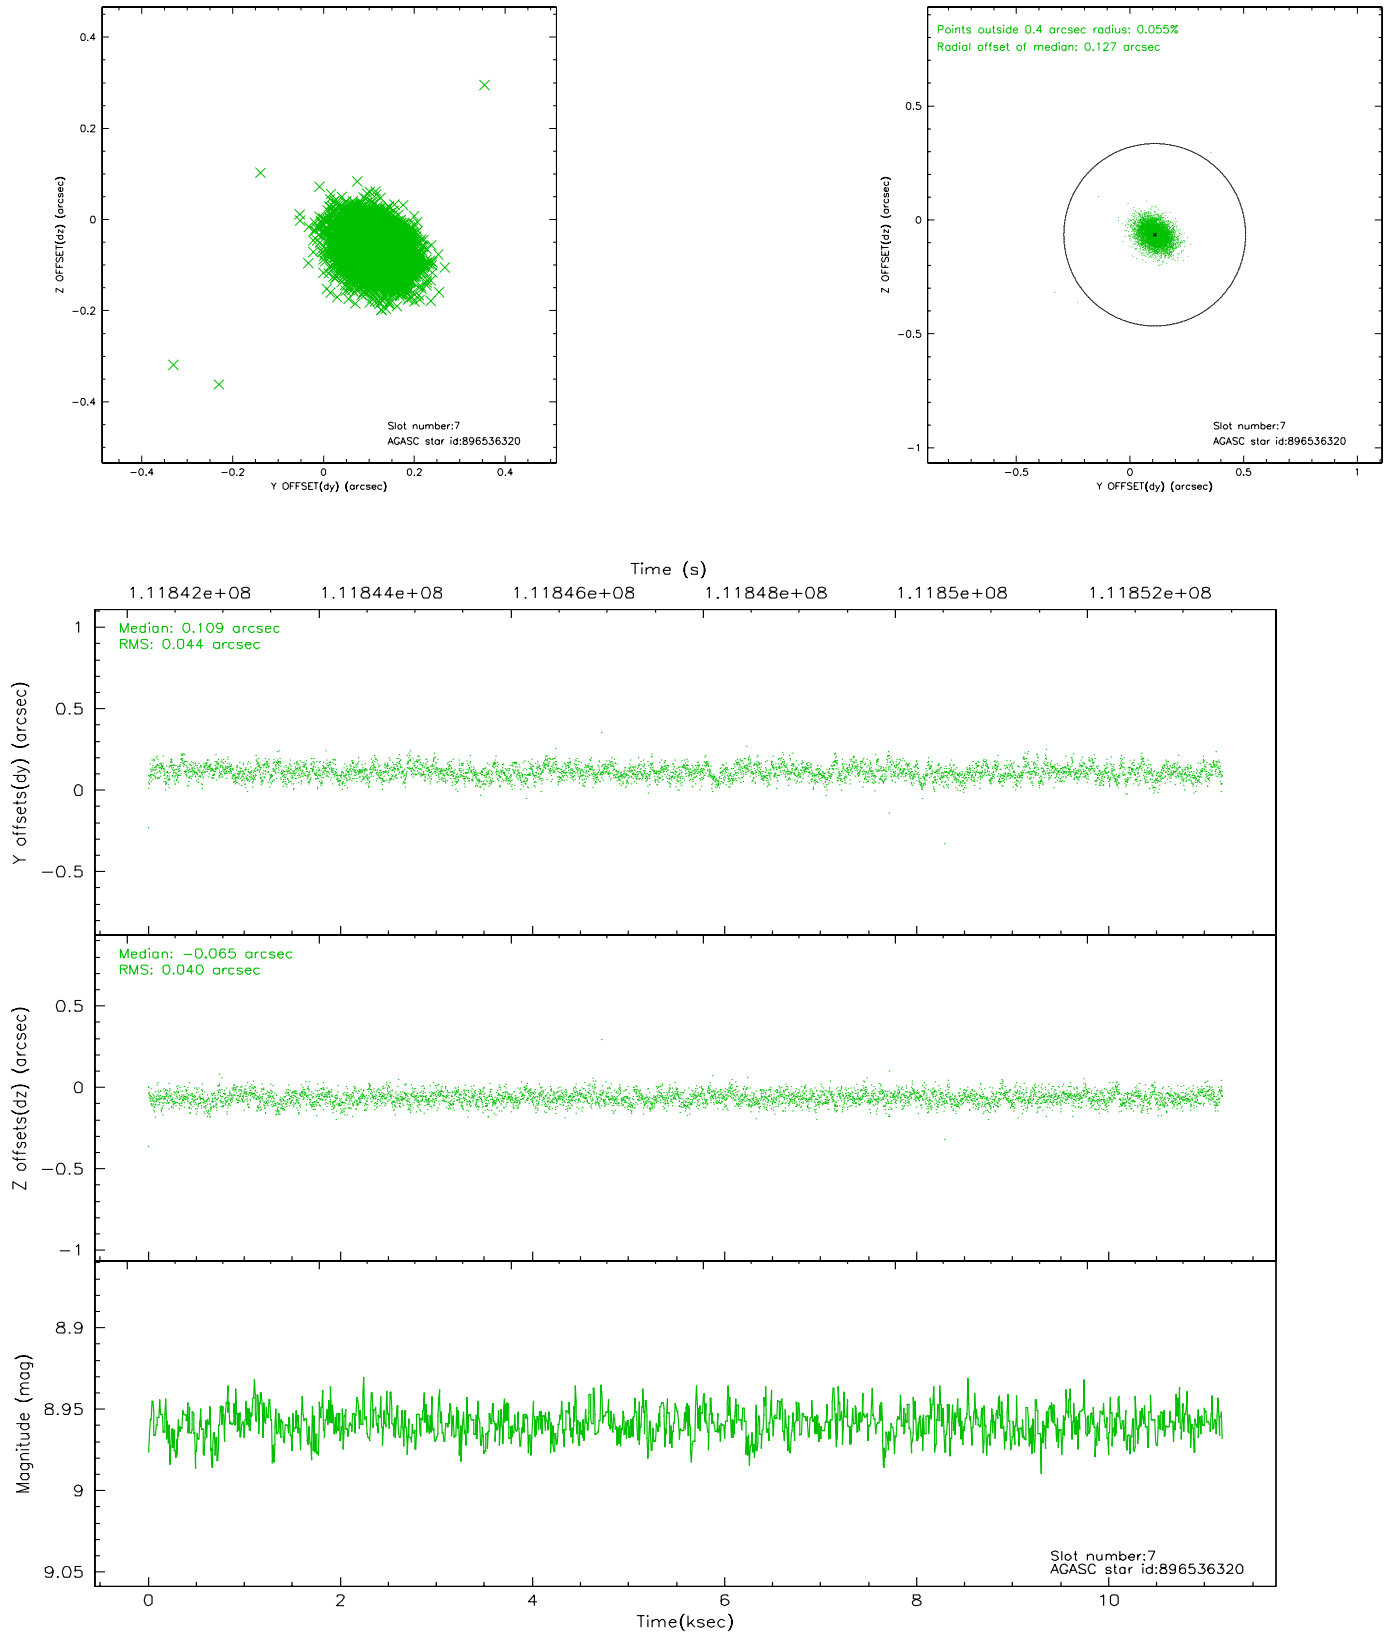 0.4
0.2
0
-0.2
-0.4
Z OFFSET(dz) (arcsec)
Slot number:7
AGASC star id:896536320
-0.4 -0.2 0 0.2 0.4
Y OFFSET(dy) (arcsec)
Points outside 0.4 arcsec radius: 0.055%
Radial offset of median: 0.127 arcsec
0.5
0
-0.5
-1
Z OFFSET(dz) (arcsec)
Slot number:7
AGASC star id:896536320
-0.5 0 0.5 1
Y OFFSET(dy) (arcsec)
Time (s)
1.11842e+08 1.11844e+08 1.11846e+08 1.11848e+08 1.1185e+08 1.11852e+08
Median: 0.109 arcsec
RMS: 0.044 arcsec
1
0.5
0
-0.5
Y offsets(dy) (arcsec)
Median: -0.065 arcsec
RMS: 0.040 arcsec
0.5
0
-0.5
-1
Z offsets(dz) (arcsec)
8.9
8.95
9
9.05
Magnitude (mag)
Slot number:7
AGASC star id:896536320
0 2 4 6 8 10
Time(ksec)